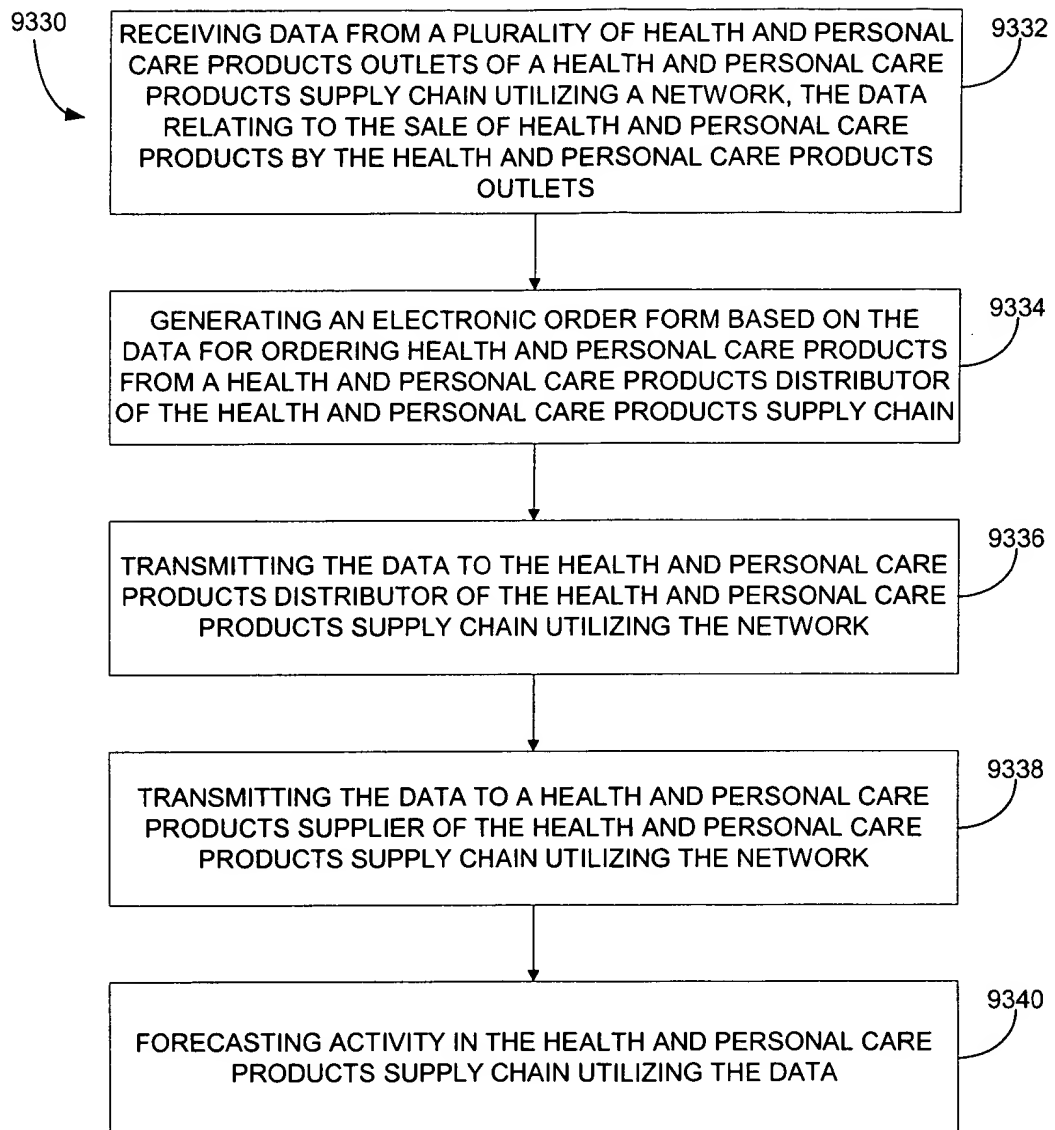 9330
RECEIVING DATA FROM A PLURALITY OF HEALTH AND PERSONAL
CARE PRODUCTS OUTLETS OF A HEALTH AND PERSONAL CARE
PRODUCTS SUPPLY CHAIN UTILIZING A NETWORK, THE DATA
RELATING TO THE SALE OF HEALTH AND PERSONAL CARE
PRODUCTS BY THE HEALTH AND PERSONAL CARE PRODUCTS
OUTLETS
9332
GENERATING AN ELECTRONIC ORDER FORM BASED ON THE
DATA FOR ORDERING HEALTH AND PERSONAL CARE PRODUCTS
FROM A HEALTH AND PERSONAL CARE PRODUCTS DISTRIBUTOR
OF THE HEALTH AND PERSONAL CARE PRODUCTS SUPPLY CHAIN
9334
TRANSMITTING THE DATA TO THE HEALTH AND PERSONAL CARE
PRODUCTS DISTRIBUTOR OF THE HEALTH AND PERSONAL CARE
PRODUCTS SUPPLY CHAIN UTILIZING THE NETWORK
9336
TRANSMITTING THE DATA TO A HEALTH AND PERSONAL CARE
PRODUCTS SUPPLIER OF THE HEALTH AND PERSONAL CARE
PRODUCTS SUPPLY CHAIN UTILIZING THE NETWORK
9338
FORECASTING ACTIVITY IN THE HEALTH AND PERSONAL CARE
PRODUCTS SUPPLY CHAIN UTILIZING THE DATA
9340